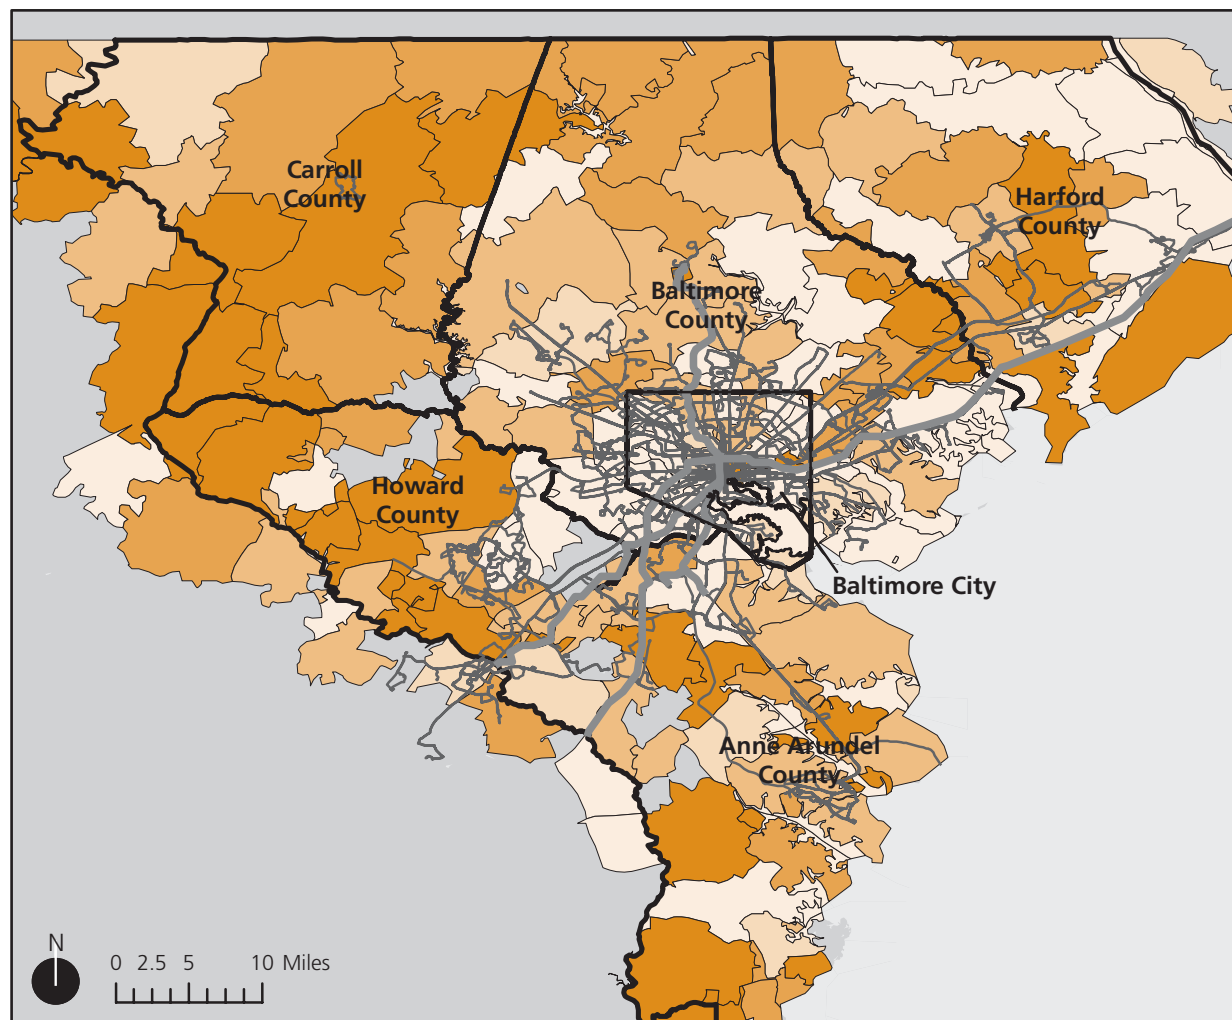 Carroll
County
Harford
County
Baltimore
County
Howard
County
Baltimore City
Anne Arundel
County
N
0 2.5 5 10 Miles